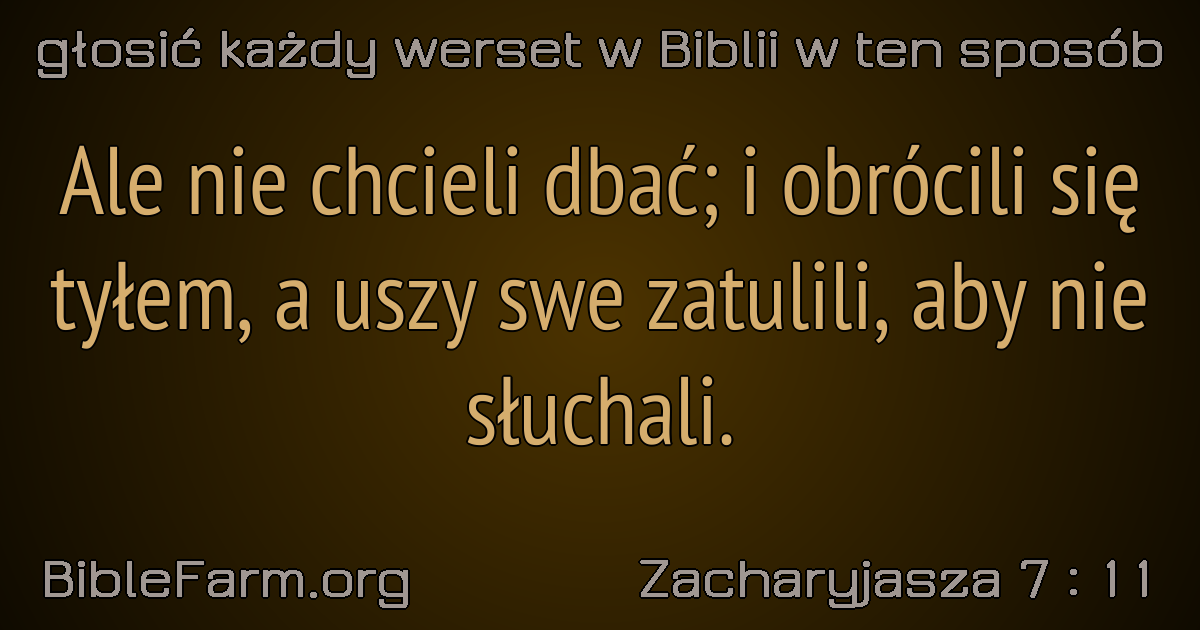 głosić każdy werset w Biblii w ten sposób
Ale nie chcieli dbać; i obrócili się
tyłem, a uszy swe zatulili, aby nie
słuchali.
BibleFarm.org
Zacharyjasza 7 : 11